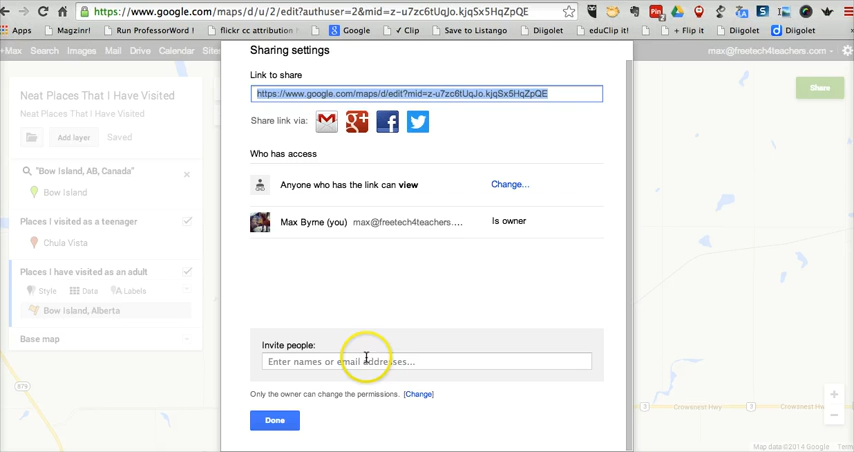 https://www.google.com/maps/d/u/2/edit?authuser=2&mid=z-u7zc6tUqJo.kjqSx5HqZpQE
Apps Magzinr! Run ProfessorWord ! flickr cc attribution Google ✓ Clip Save to Listango Diigolet eduClip it! Diigolet + Flip it Diigolet Diigolet
+Max Search Images Mail Drive Calendar Sites max@freetech4teachers.com
Share
Neat Places That I Have Visited
Neat Places That I Have Visited
Add layer Saved
"Bow Island, AB, Canada"
Bow Island
Places I visited as a teenager
Chula Vista
Places I have visited as an adult
Style Data Labels
Bow Island, Alberta
Base map
Sharing settings
Link to share
https://www.google.com/maps/d/edit?mid=z-u7zc6tUqJo.kjqSx5HqZpQE
Share link via:
Who has access
Anyone who has the link can view Change...
Max Byrne (you) max@freetech4teachers.... Is owner
Invite people:
Enter names or email addresses...
Only the owner can change the permissions. [Change]
Done
879
3
Crowsnest Hwy
Crowsnest Hwy
3
Map data ©2014 Google Term